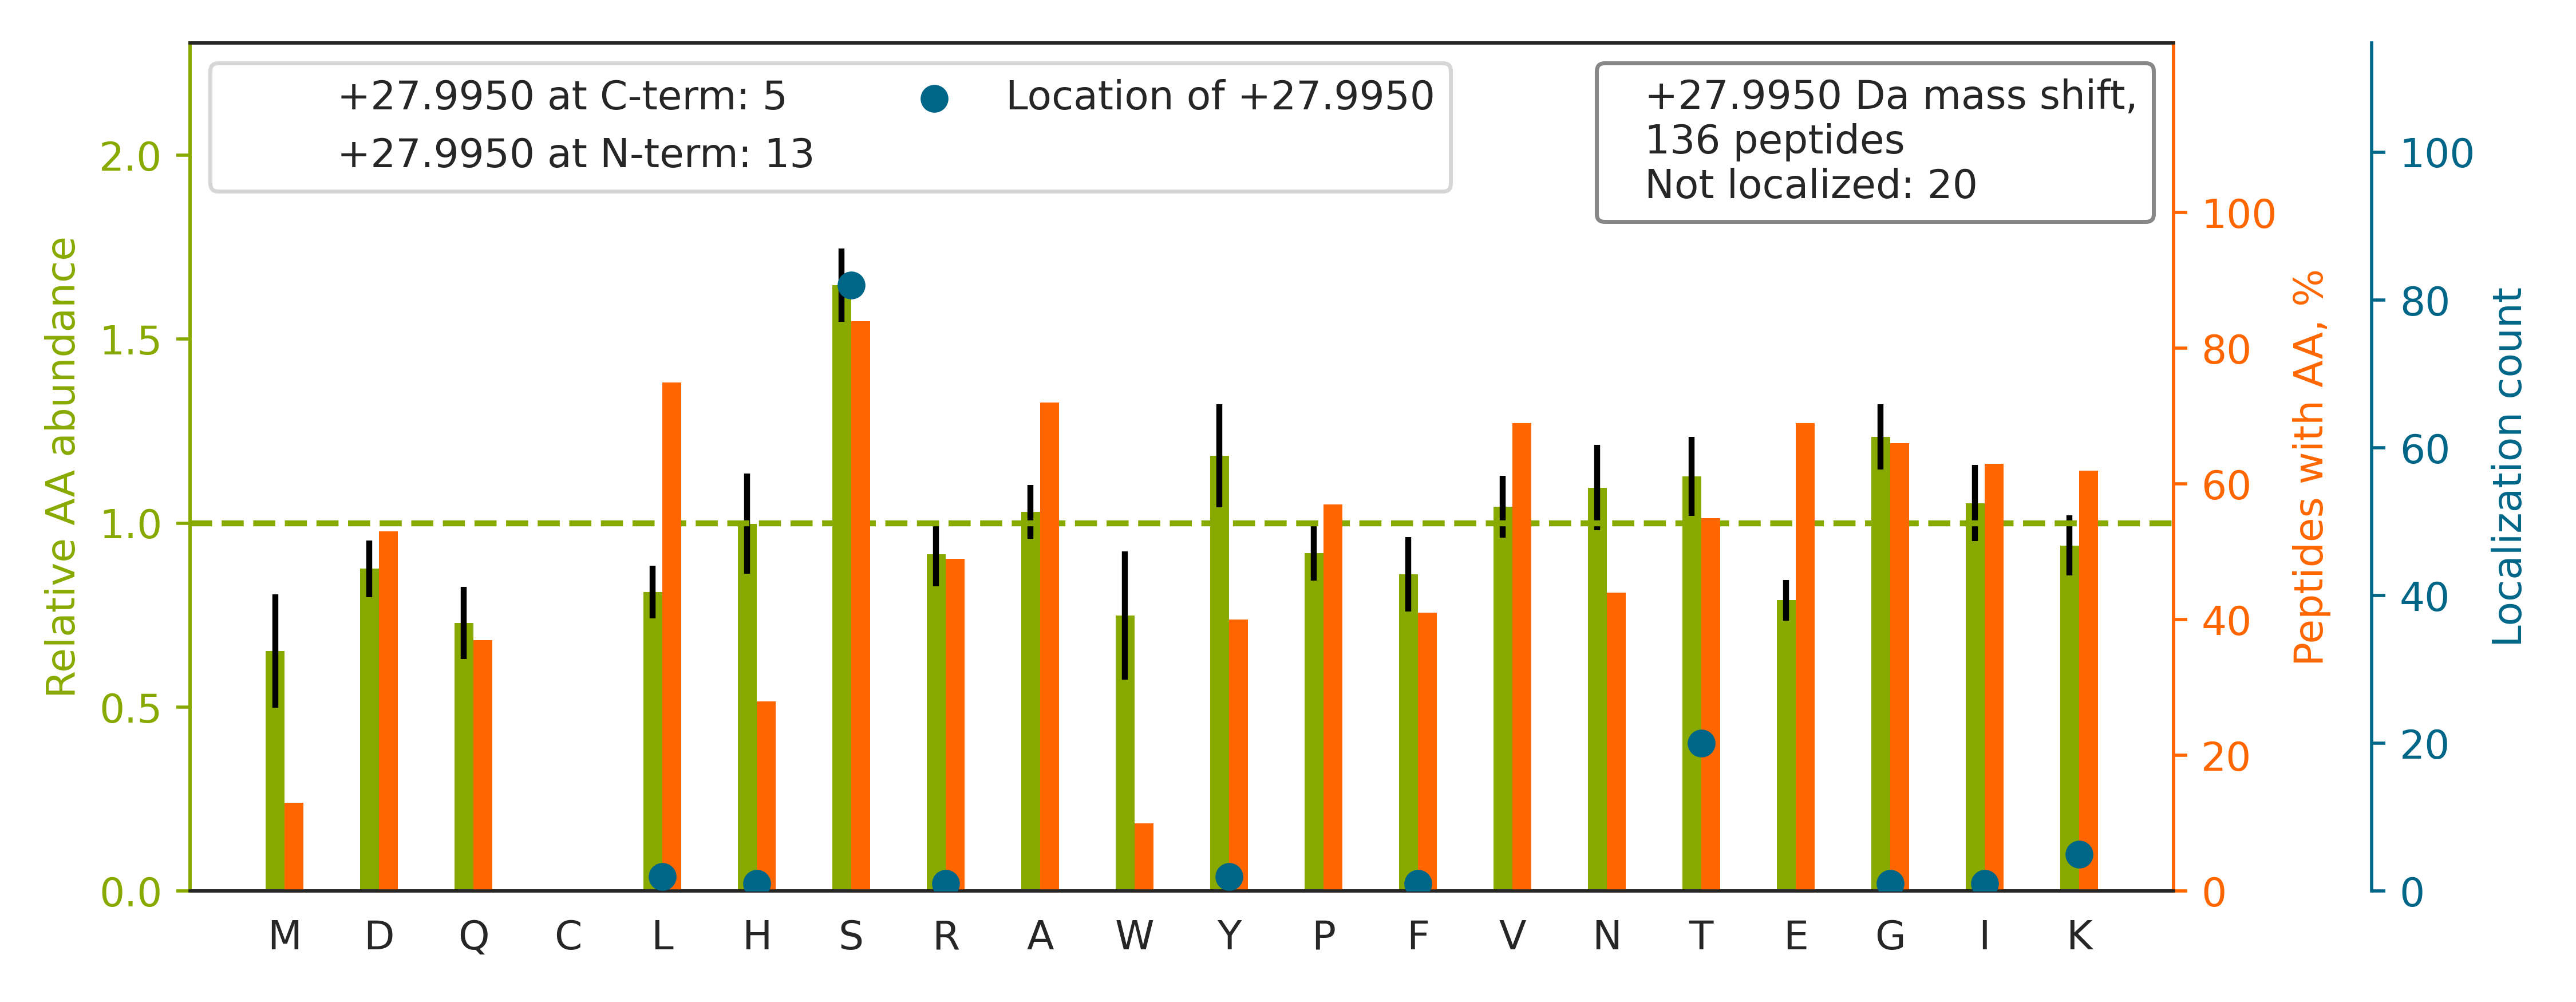 +27.9950 at C-term: 5
+27.9950 at N-term: 13
Location of +27.9950
+27.9950 Da mass shift,
136 peptides
Not localized: 20
Relative AA abundance
2.0
1.5
1.0
0.5
0.0
M D Q C L H S R A W Y P F V N T E G I K
100
80
60
40
20
0
Peptides with AA, %
100
80
60
40
20
0
Localization count